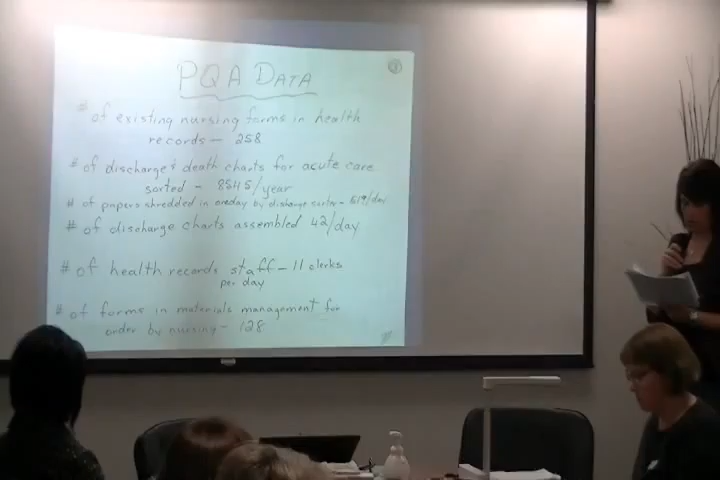 PQA DATA
# of existing nursing forms in health
records - 258
# of discharge & death charts for acute care
sorted - 8545/year
# of papers shredded in one day by discharge sorter - 519/day
# of discharge charts assembled 42/day
# of health records staff - 11 clerks
per day
# of forms in materials management for
order by nursing - 128